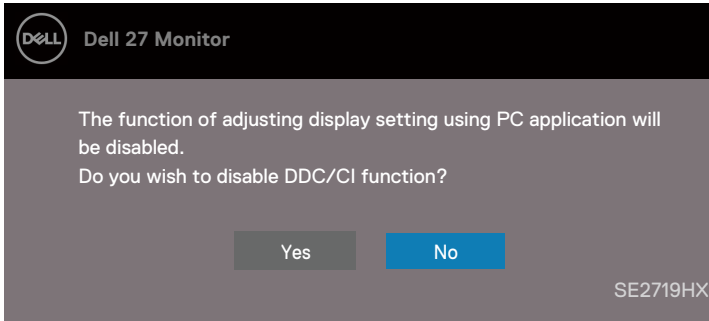 DELL
Dell 27 Monitor
The function of adjusting display setting using PC application will
be disabled.
Do you wish to disable DDC/CI function?
Yes
No
SE2719HX